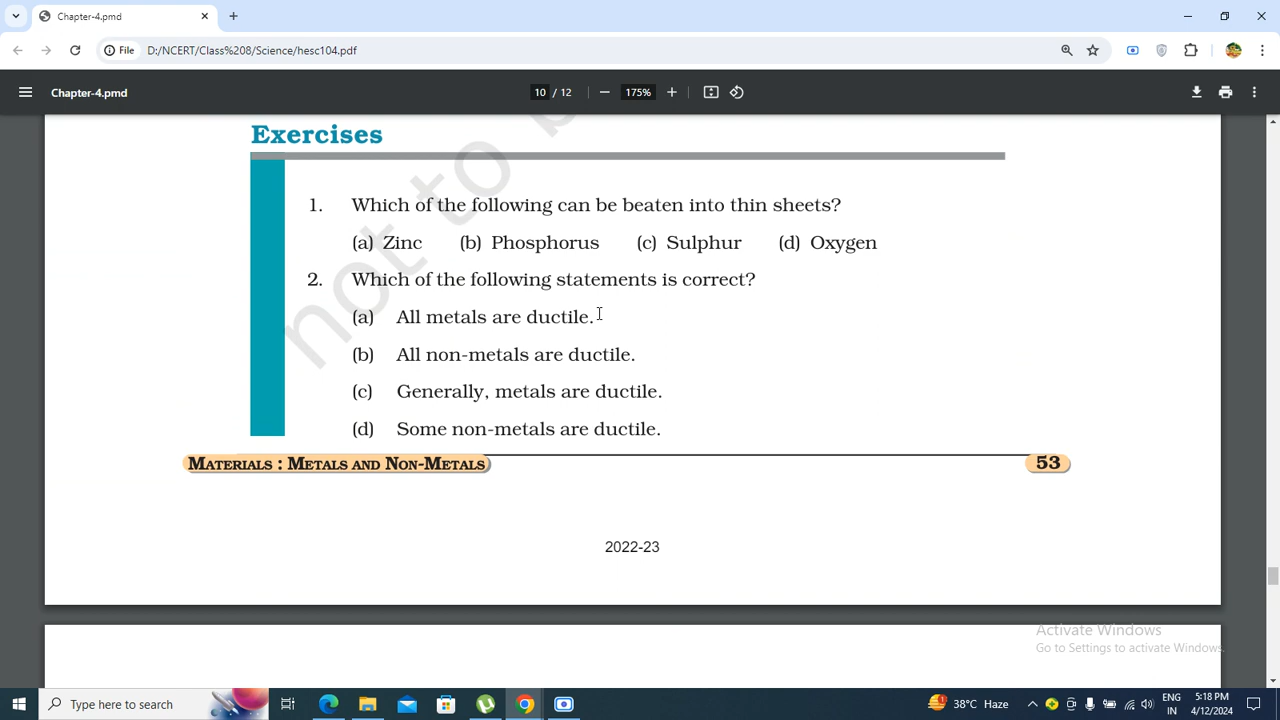 Chapter-4.pmd
File D:/NCERT/Class%208/Science/hesc104.pdf
Chapter-4.pmd 10 / 12 175%
not to b
Exercises
1. Which of the following can be beaten into thin sheets?
(a) Zinc (b) Phosphorus (c) Sulphur (d) Oxygen
2. Which of the following statements is correct?
(a) All metals are ductile.
(b) All non-metals are ductile.
(c) Generally, metals are ductile.
(d) Some non-metals are ductile.
MATERIALS : METALS AND NON-METALS 53
2022-23
Activate Windows
Go to Settings to activate Windows.
Type here to search 38°C Haze ENG 5:18 PM
IN 4/12/2024